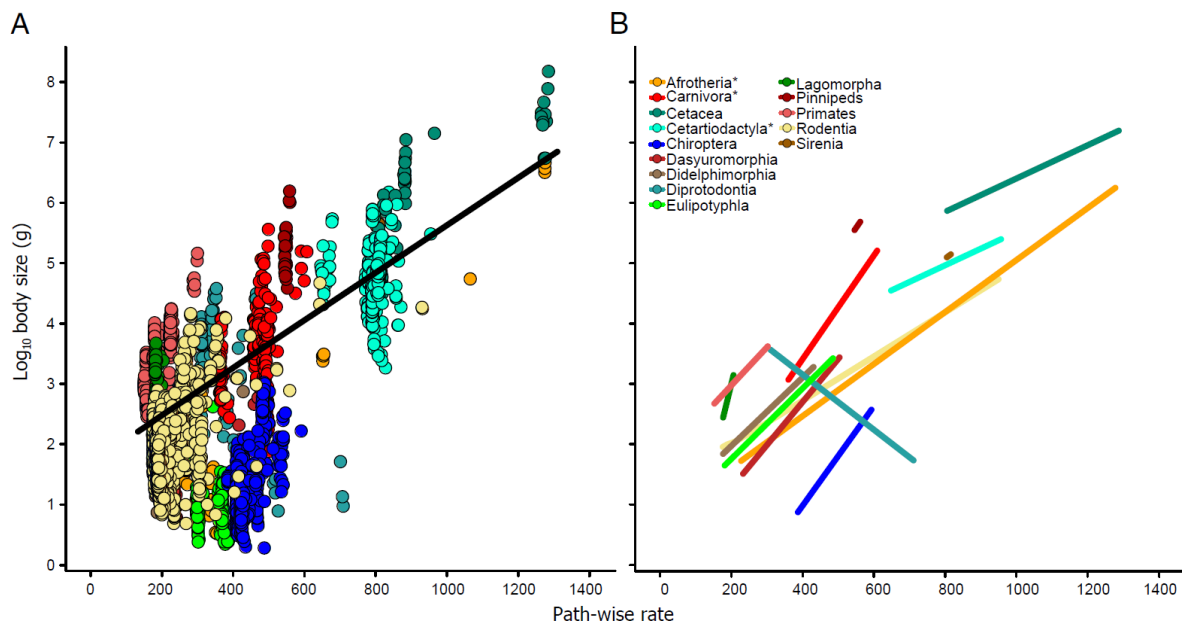 A
B
Log₁₀ body size (g)
8
7
6
5
4
3
2
1
0
0 200 400 600 800 1000 1200 1400
Afrotheria*
Carnivora*
Cetacea
Cetartiodactyla*
Chiroptera
Dasyuromorphia
Didelphimorphia
Diprotodontia
Eulipotyphla
Lagomorpha
Pinnipeds
Primates
Rodentia
Sirenia
0 200 400 600 800 1000 1200 1400
Path-wise rate